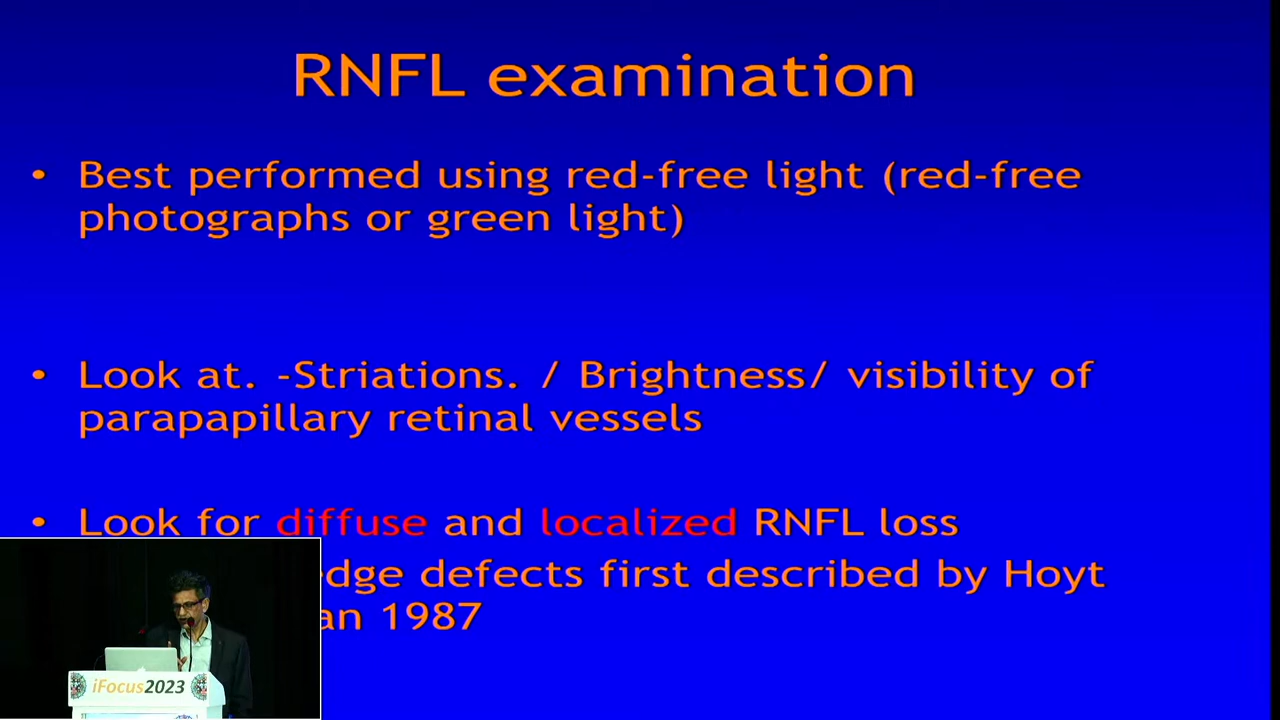 RNFL examination
• Best performed using red-free light (red-free
photographs or green light)
• Look at. -Striations. / Brightness/ visibility of
parapapillary retinal vessels
• Look for diffuse and localized RNFL loss
edge defects first described by Hoyt
an 1987
iFocus2023